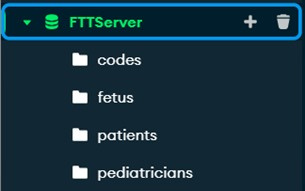 FTTServer
codes
fetus
patients
pediatricians